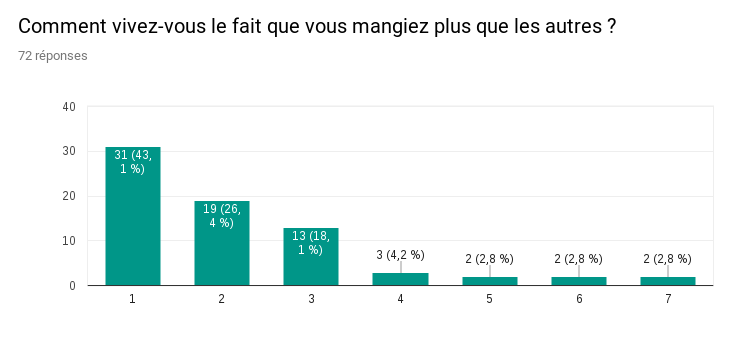 Comment vivez-vous le fait que vous mangiez plus que les autres ?
72 réponses
40
30
20
10
0
31 (43,
1 %)
19 (26,
4 %)
13 (18,
1 %)
3 (4,2 %)
2 (2,8 %)
2 (2,8 %)
2 (2,8 %)
1 2 3 4 5 6 7